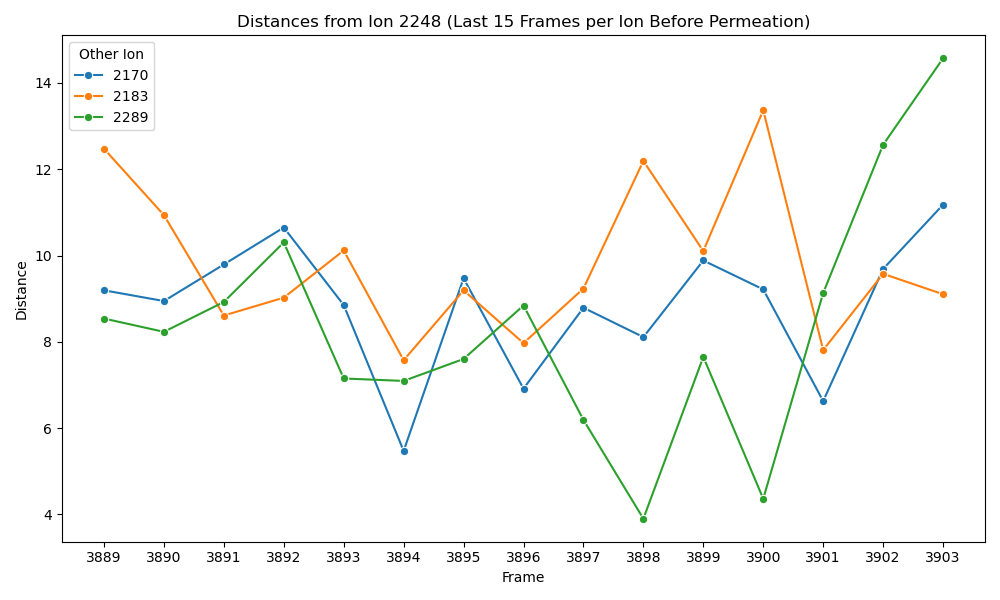 Distances from Ion 2248 (Last 15 Frames per Ion Before Permeation)
Other Ion
2170
2183
2289
Distance
14
12
10
8
6
4
3889 3890 3891 3892 3893 3894 3895 3896 3897 3898 3899 3900 3901 3902 3903
Frame